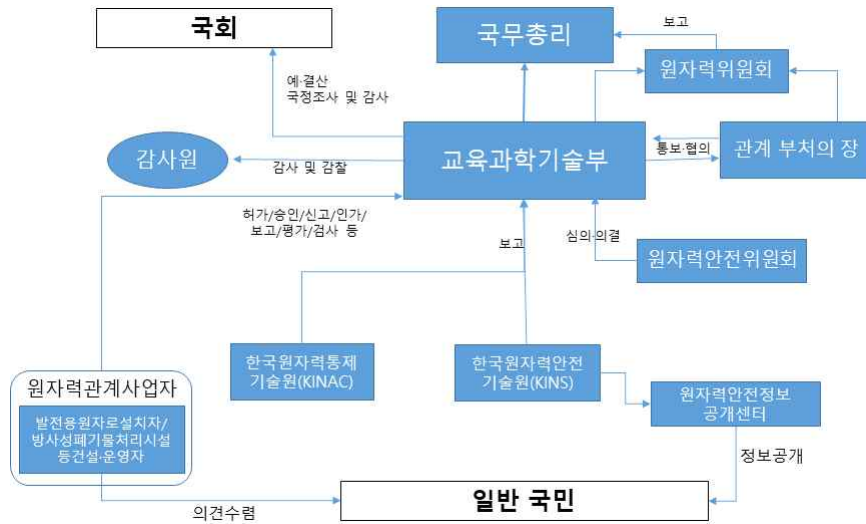 국회
국무총리
보고
원자력위원회
예·결산
국정조사 및 감사
감사원
감사 및 감찰
교육과학기술부
통보·협의
관계 부처의 장
허가/승인/신고/인가/
보고/평가/검사 등
보고
심의·의결
원자력안전위원회
한국원자력통제
기술원(KINAC)
한국원자력안전
기술원(KINS)
원자력관계사업자
발전용원자로설치자/
방사성폐기물처리시설
등건설·운영자
원자력안전정보
공개센터
정보공개
의견수렴
일반 국민